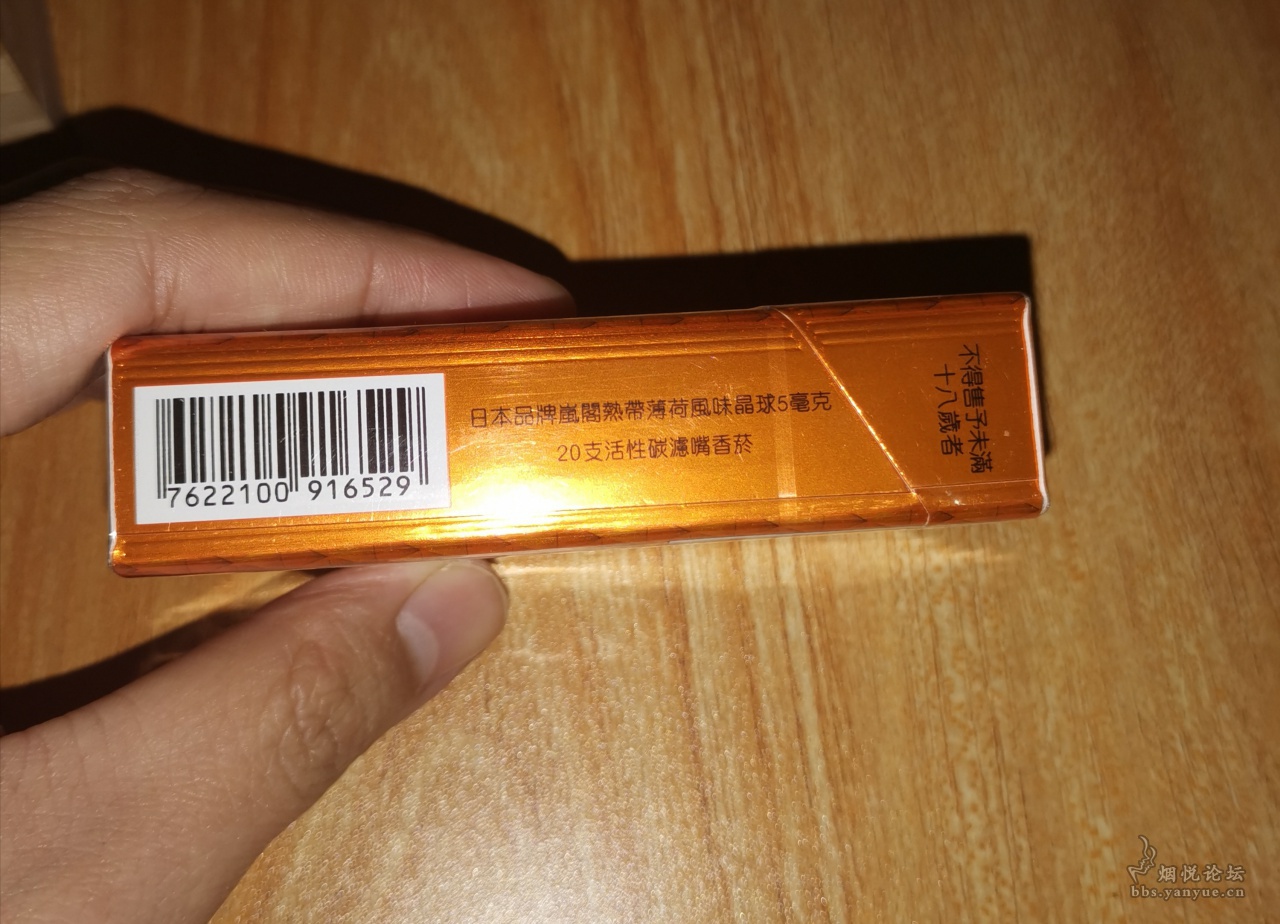 日本品牌嵐閣熱帶薄荷風味晶球5毫克
20支活性碳濾嘴香菸
7622100 916529
不得售予未滿
十八歲者
烟悦论坛
bbs.yanyue.cn